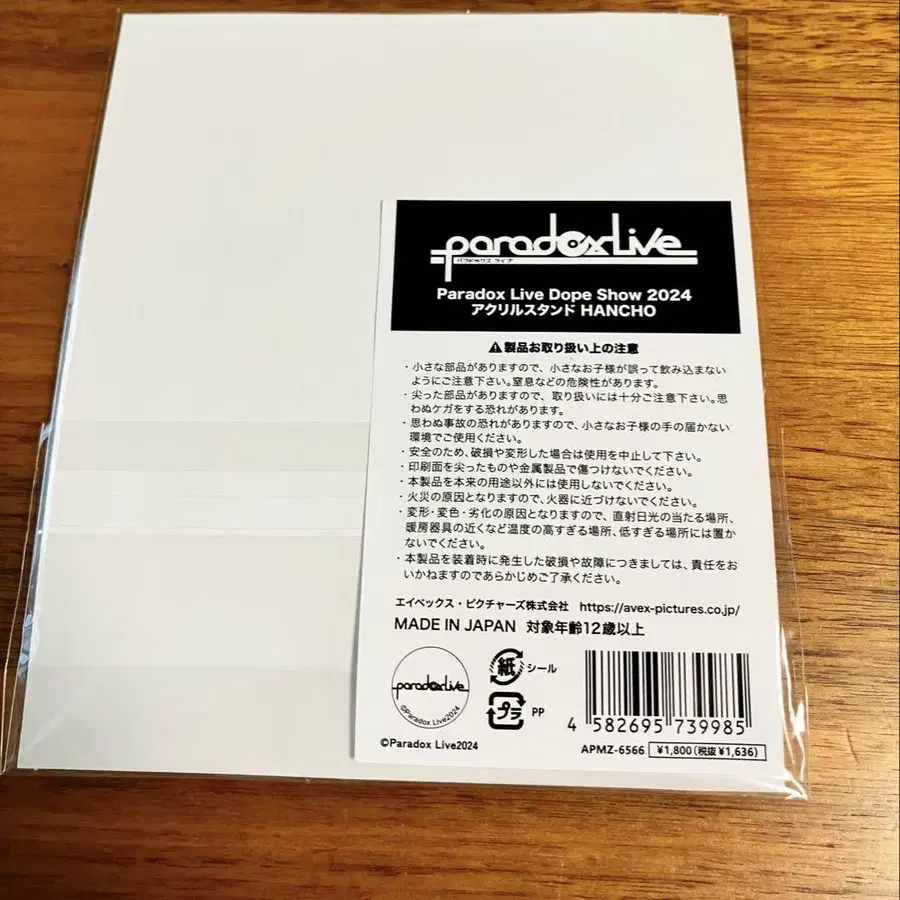 paradoxLive
パラドックス ライブ
Paradox Live Dope Show 2024
アクリルスタンド HANCHO
⚠製品お取り扱い上の注意
・小さな部品がありますので、小さなお子様が誤って飲み込まない
ようにご注意下さい。窒息などの危険性があります。
・尖った部品がありますので、取り扱いには十分ご注意下さい。思
わぬケガをする恐れがあります。
・思わぬ事故の恐れがありますので、小さなお子様の手の届かない
環境でご使用ください。
・安全のため、破損や変形した場合は使用を中止して下さい。
・印刷面を尖ったものや金属製品で傷つけないでください。
・本製品を本来の用途以外には使用しないでください。
・火災の原因となりますので、火器に近づけないでください。
・変形・変色・劣化の原因となりますので、直射日光の当たる場所、
暖房器具の近くなど温度の高すぎる場所、低すぎる場所には置か
ないでください。
・本製品を装着時に発生した破損や故障につきましては、責任をお
いかねますのであらかじめご了承ください。
エイベックス・ピクチャーズ株式会社 https://avex-pictures.co.jp/
MADE IN JAPAN 対象年齢12歳以上
paradoxLive
©Paradox Live2024
紙 シール
プラ PP
4 582695 739985
©Paradox Live2024
APMZ-6566 ¥1,800(税抜¥1,636)